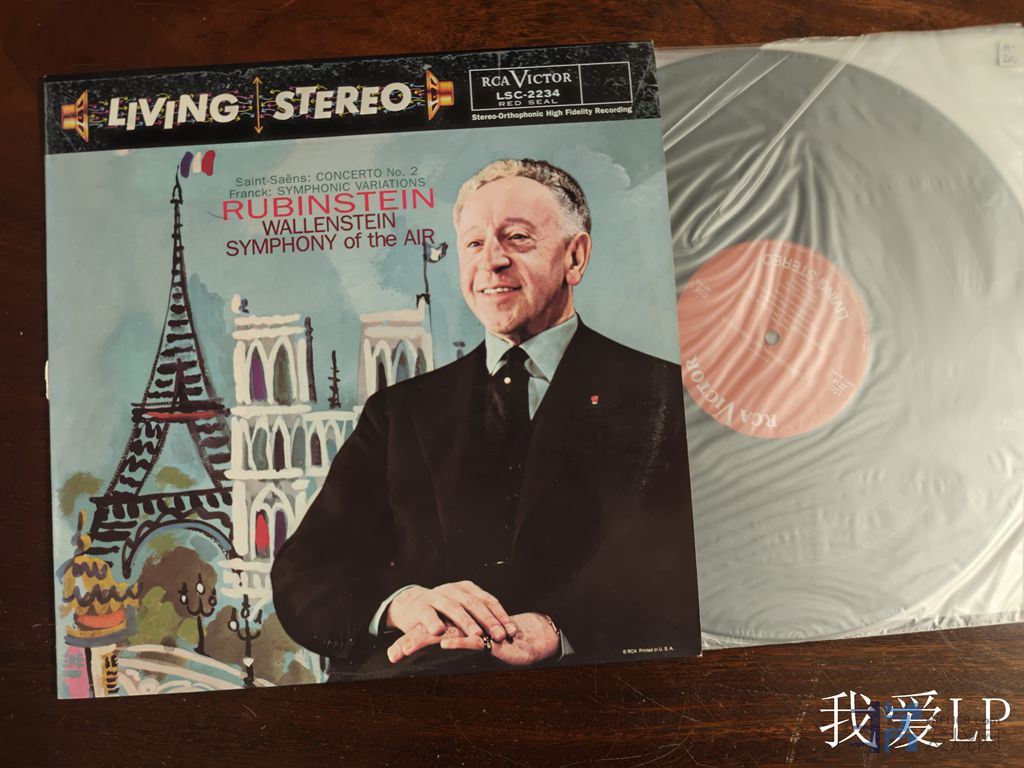 LIVING STEREO
RCA VICTOR
LSC-2234
RED SEAL
Stereo-Orthophonic High Fidelity Recording
Saint-Saëns: CONCERTO No. 2
Franck: SYMPHONIC VARIATIONS
RUBINSTEIN
WALLENSTEIN
SYMPHONY of the AIR
© RCA Printed in U. S. A.
LIVING STEREO
RCA VICTOR
我爱LP